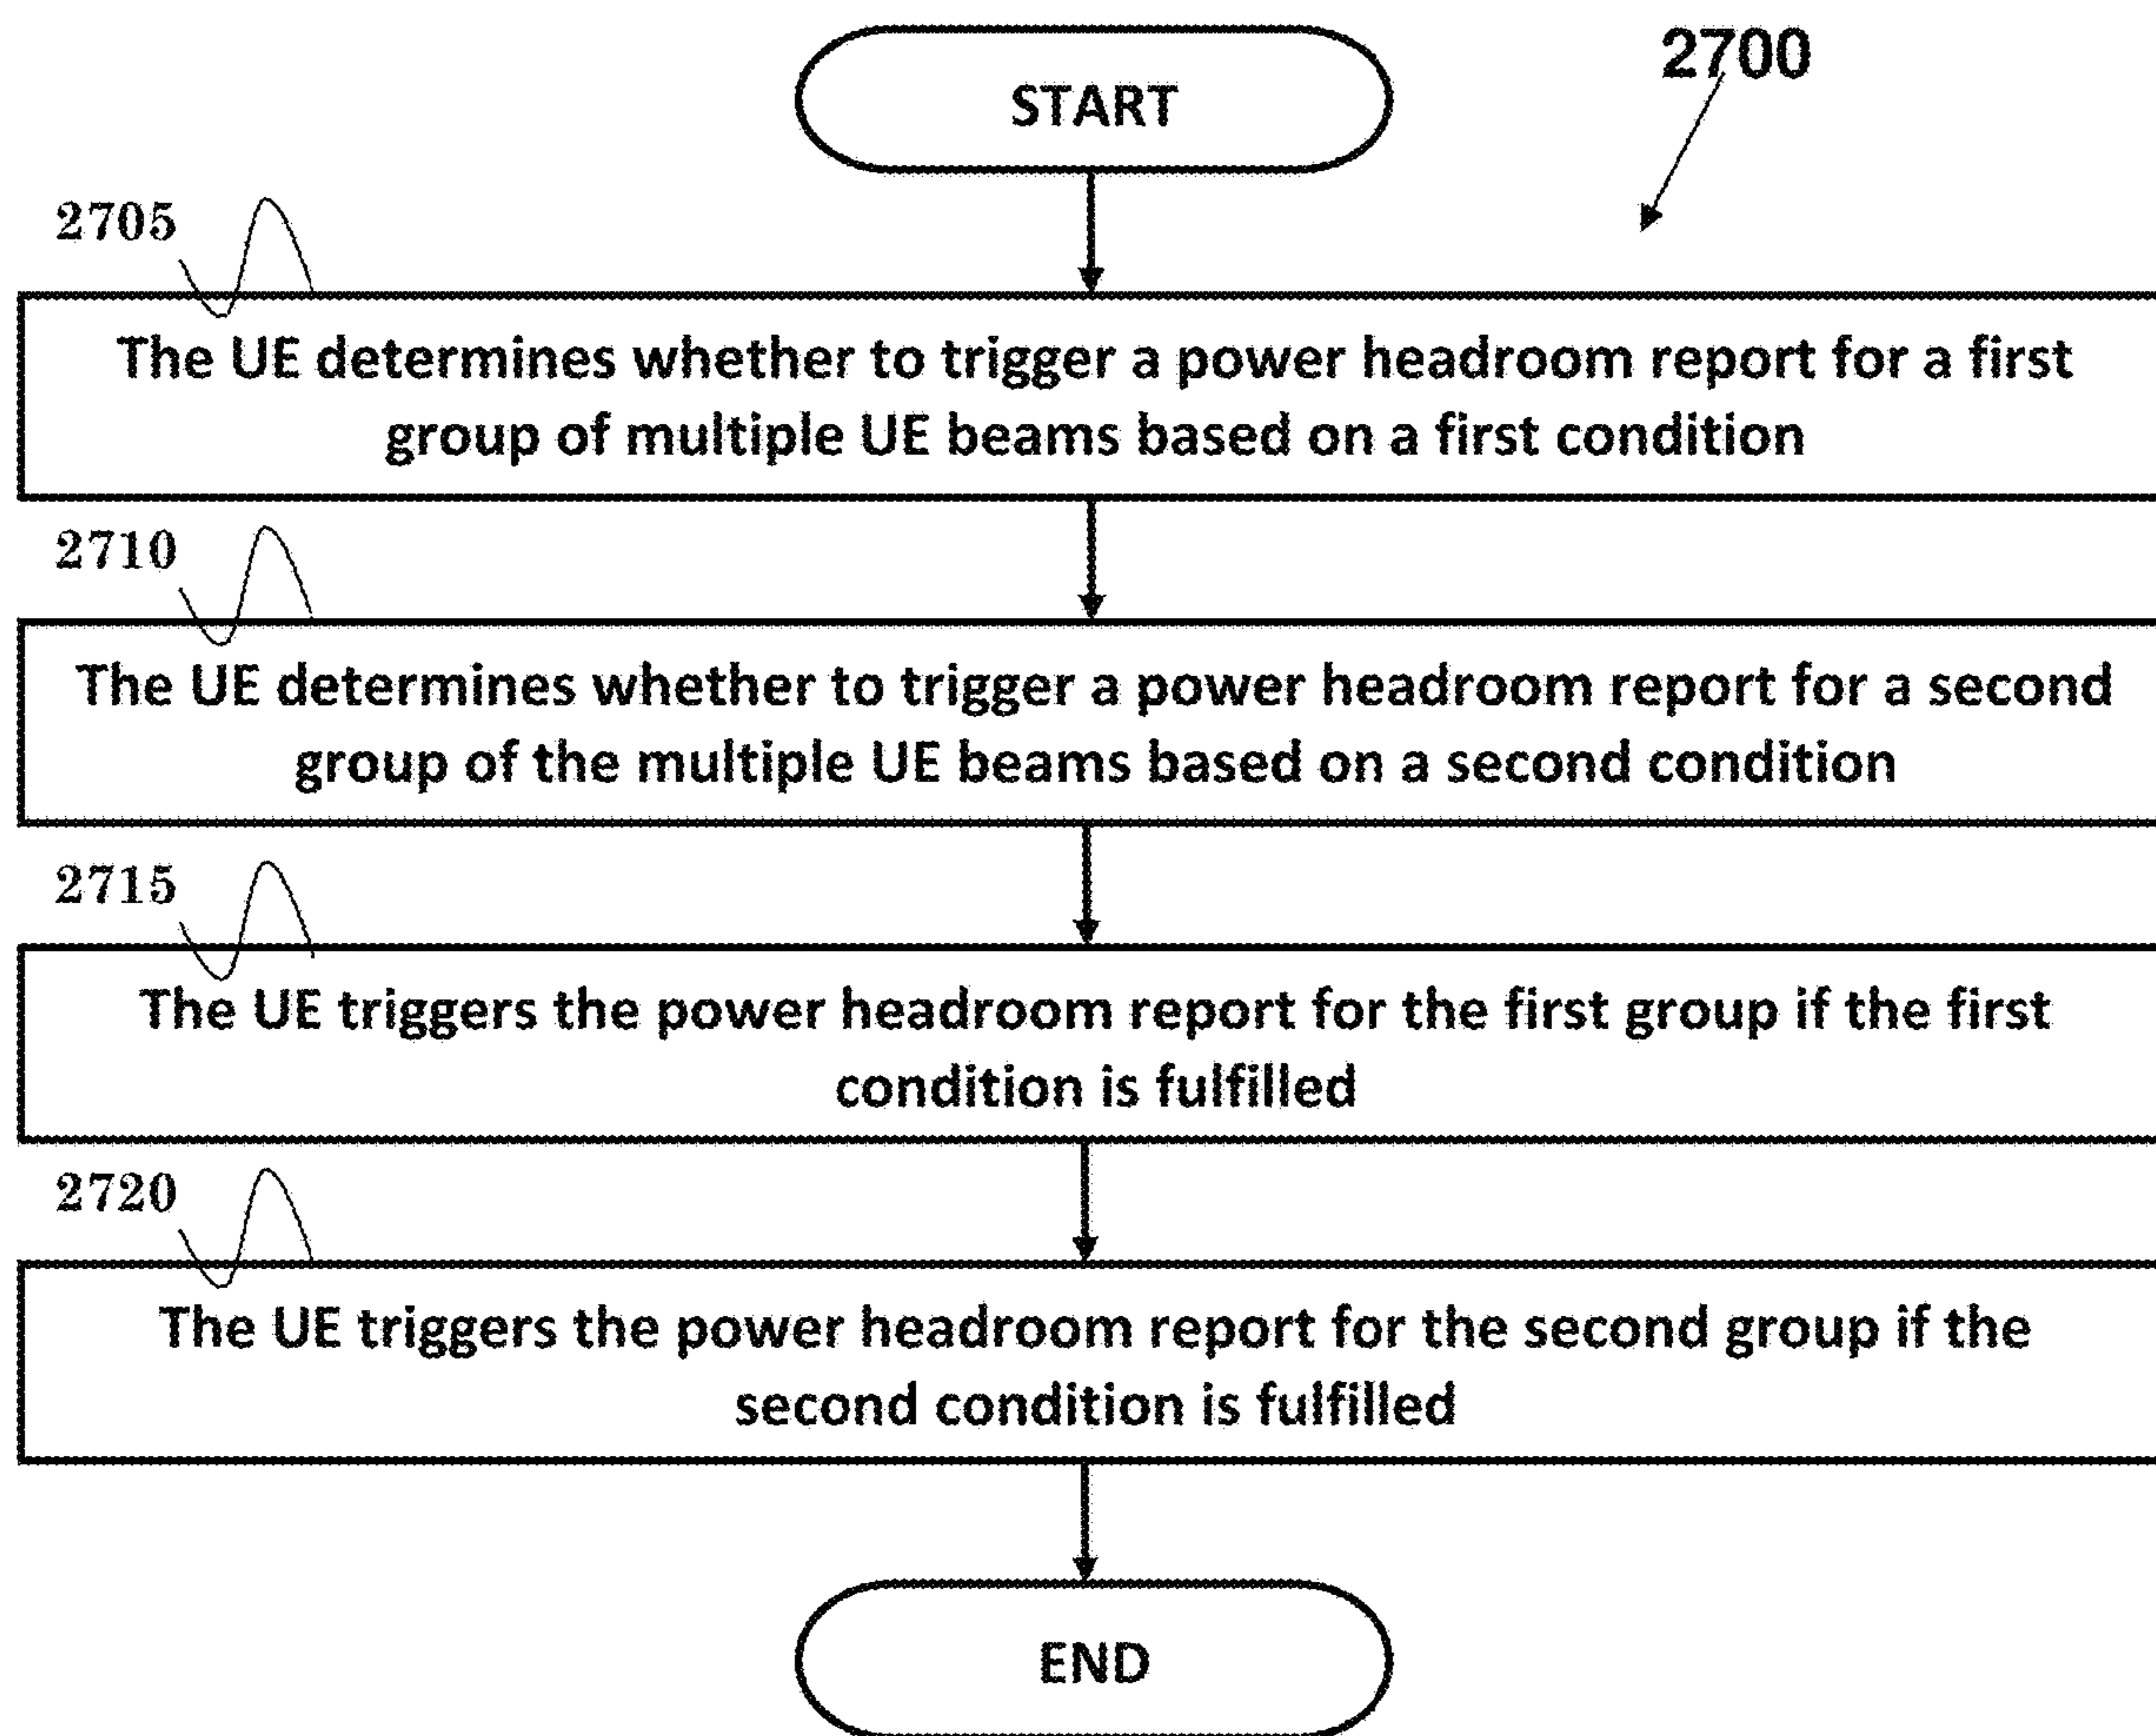 START
2700
2705
The UE determines whether to trigger a power headroom report for a first
group of multiple UE beams based on a first condition
2710
The UE determines whether to trigger a power headroom report for a second
group of the multiple UE beams based on a second condition
2715
The UE triggers the power headroom report for the first group if the first
condition is fulfilled
2720
The UE triggers the power headroom report for the second group if the
second condition is fulfilled
END